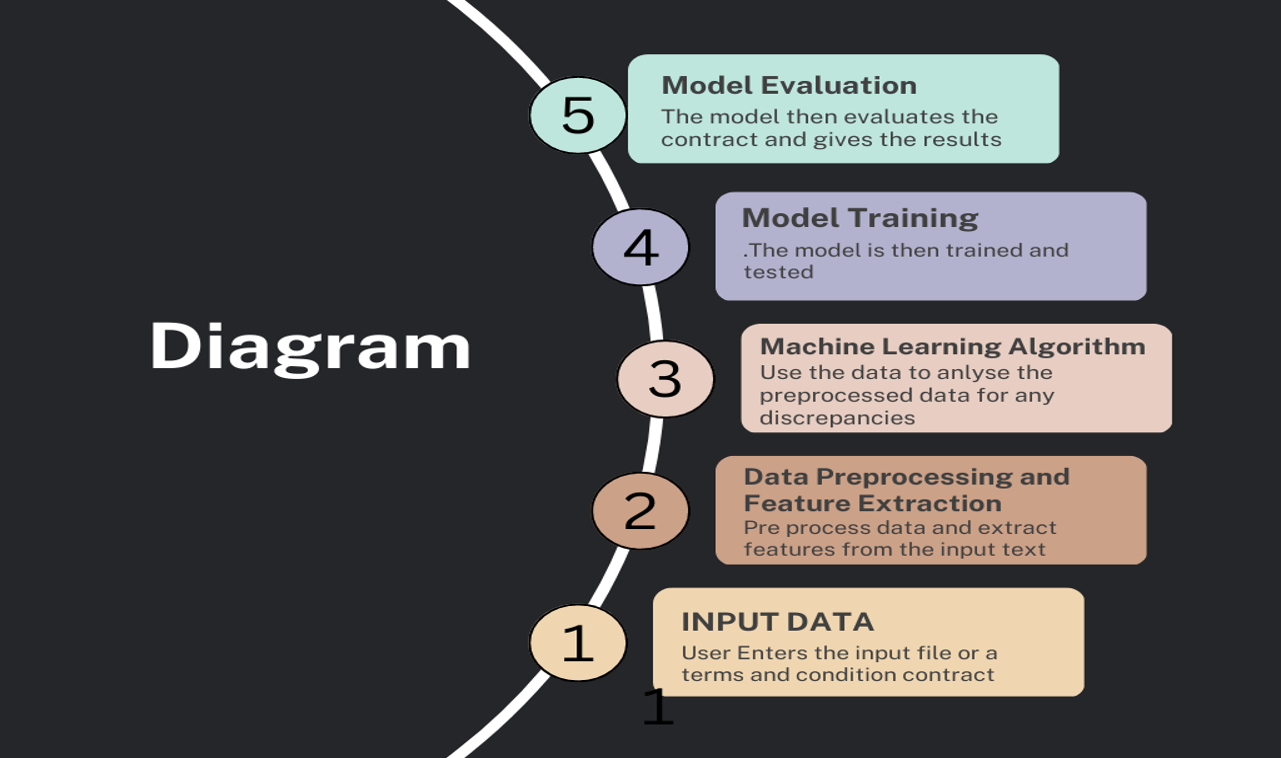 5
Model Evaluation
The model then evaluates the
contract and gives the results
4
Model Training
.The model is then trained and
tested
Diagram
3
Machine Learning Algorithm
Use the data to anlyse the
preprocessed data for any
discrepancies
2
Data Preprocessing and
Feature Extraction
Pre process data and extract
features from the input text
1
INPUT DATA
User Enters the input file or a
terms and condition contract
1